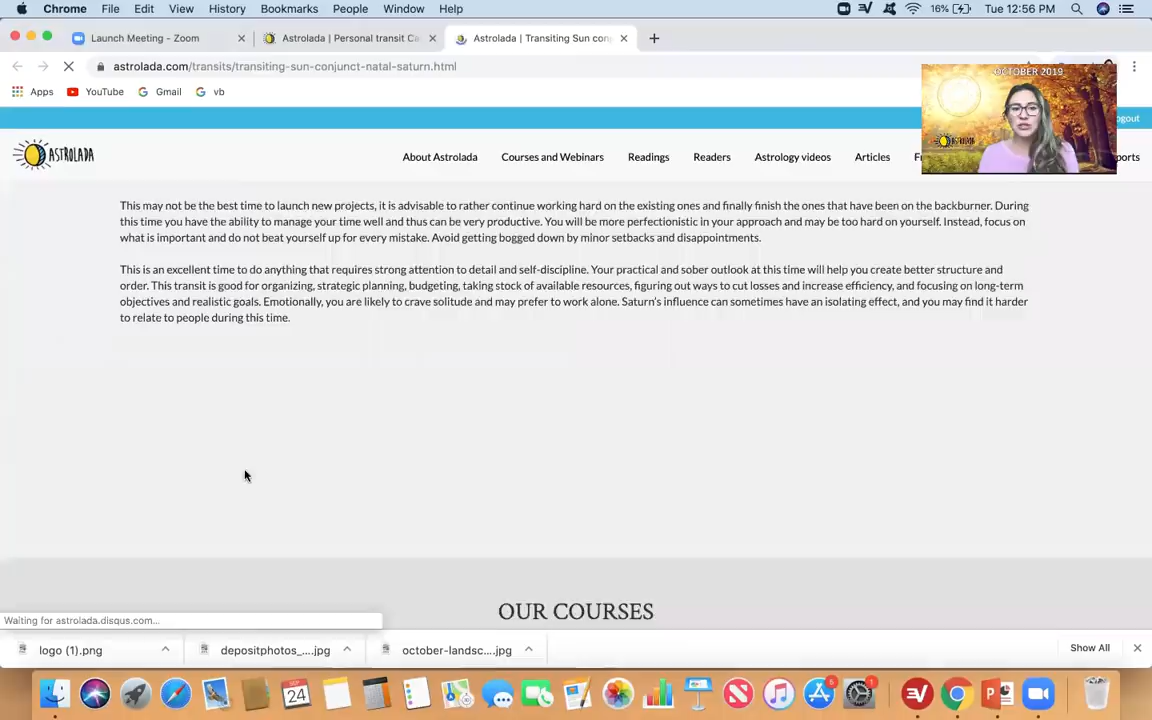 Chrome File Edit View History Bookmarks People Window Help 16% Tue 12:56 PM
Launch Meeting - Zoom Astrolada | Personal transit Ca Astrolada | Transiting Sun con
astrolada.com/transits/transiting-sun-conjunct-natal-saturn.html
Apps YouTube Gmail vb
OCTOBER 2019
ASTROLADA
About Astrolada Courses and Webinars Readings Readers Astrology videos Articles
This may not be the best time to launch new projects, it is advisable to rather continue working hard on the existing ones and finally finish the ones that have been on the backburner. During
this time you have the ability to manage your time well and thus can be very productive. You will be more perfectionistic in your approach and may be too hard on yourself. Instead, focus on
what is important and do not beat yourself up for every mistake. Avoid getting bogged down by minor setbacks and disappointments.
This is an excellent time to do anything that requires strong attention to detail and self-discipline. Your practical and sober outlook at this time will help you create better structure and
order. This transit is good for organizing, strategic planning, budgeting, taking stock of available resources, figuring out ways to cut losses and increase efficiency, and focusing on long-term
objectives and realistic goals. Emotionally, you are likely to crave solitude and may prefer to work alone. Saturn's influence can sometimes have an isolating effect, and you may find it harder
to relate to people during this time.
OUR COURSES
Waiting for astrolada.disqus.com...
logo (1).png depositphotos_....jpg october-landsc....jpg Show All
SEP
24
5
1